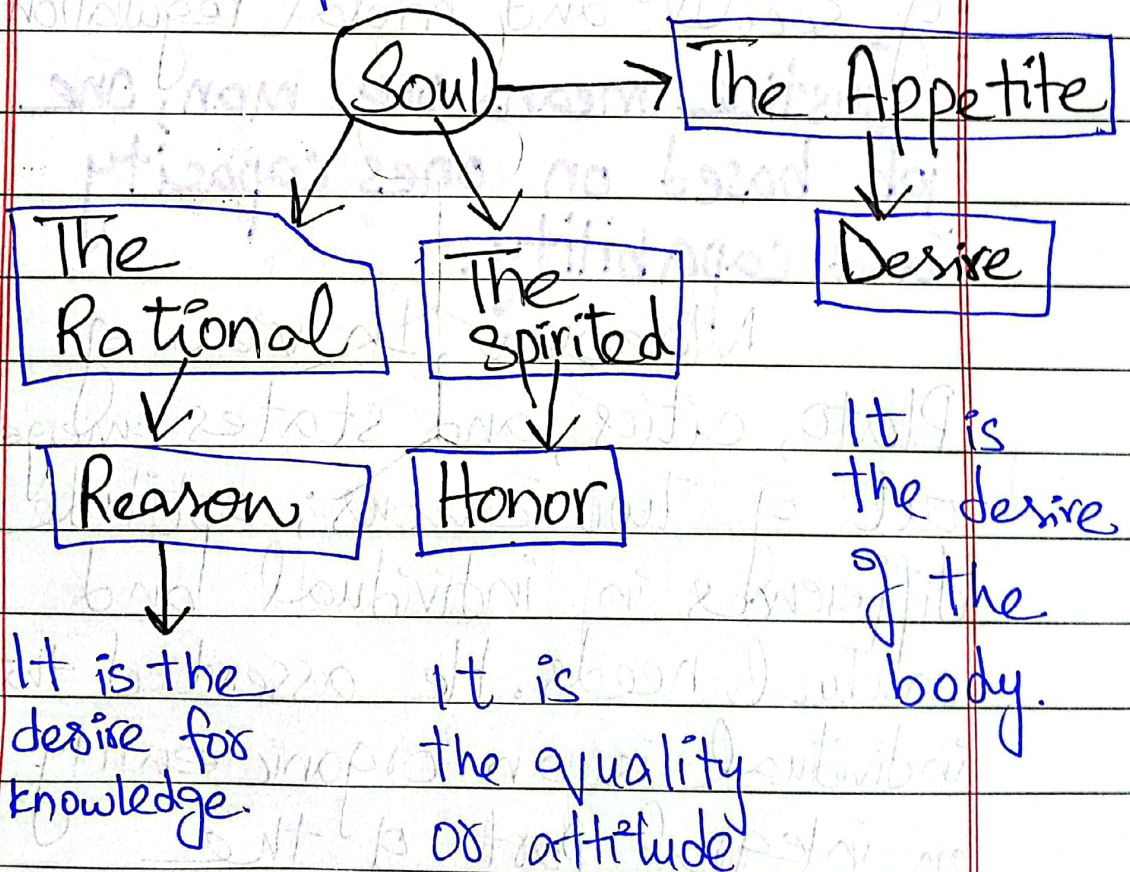 Soul
The Appetite
Desire
It is
the desire
of the
body.
The
Rational
Reason
It is the
desire for
knowledge.
The
Spirited
Honor
It is
the quality
or attitude